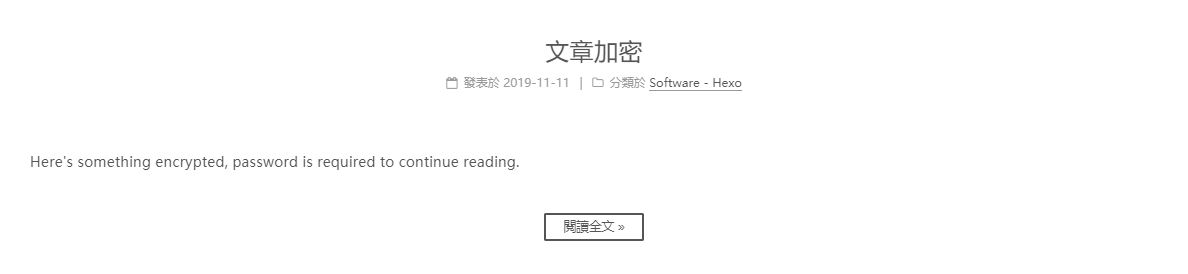 文章加密
發表於 2019-11-11 | 分類於 Software - Hexo
Here's something encrypted, password is required to continue reading.
閱讀全文 »